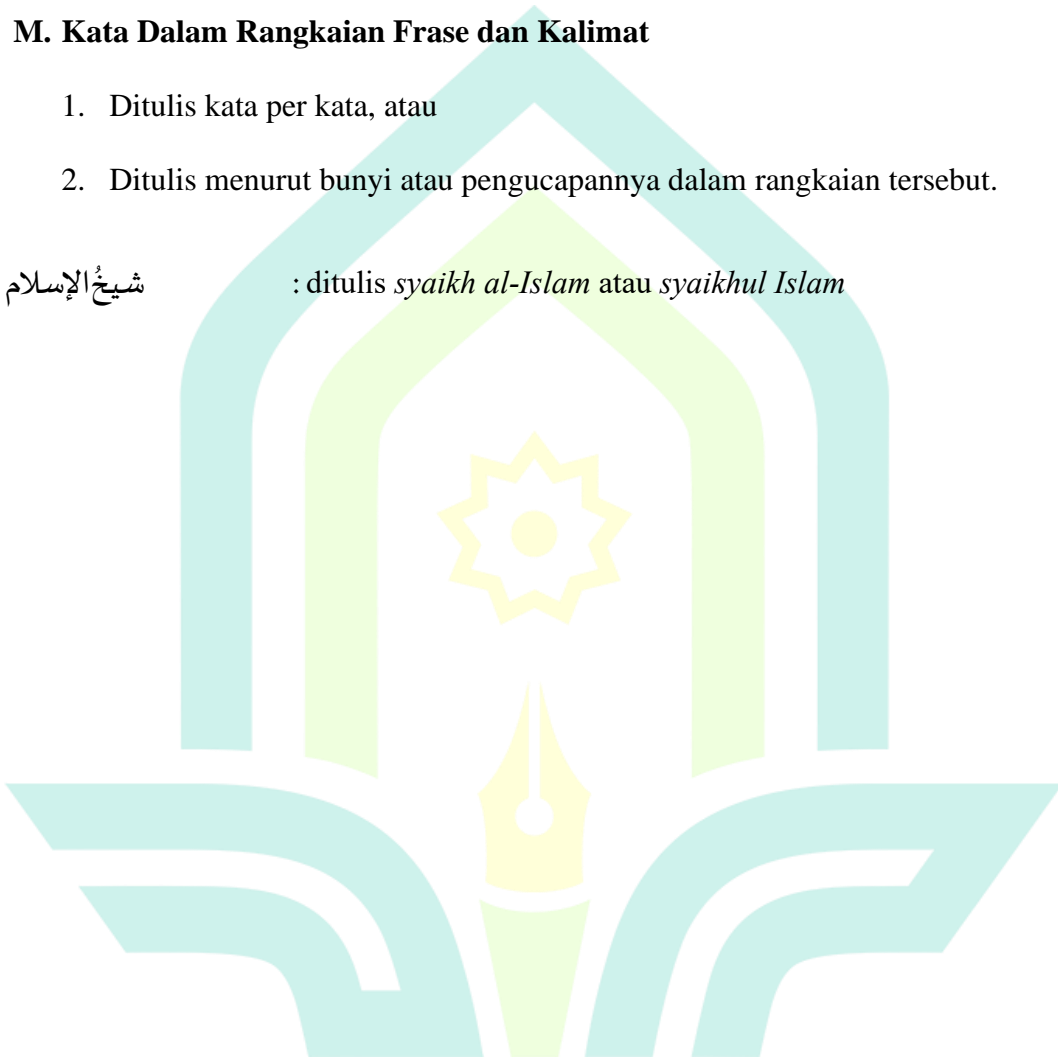 M. Kata Dalam Rangkaian Frase dan Kalimat
1. Ditulis kata per kata, atau
2. Ditulis menurut bunyi atau pengucapannya dalam rangkaian tersebut.
شيخُ الإسلام : ditulis syaikh al-Islam atau syaikhul Islam